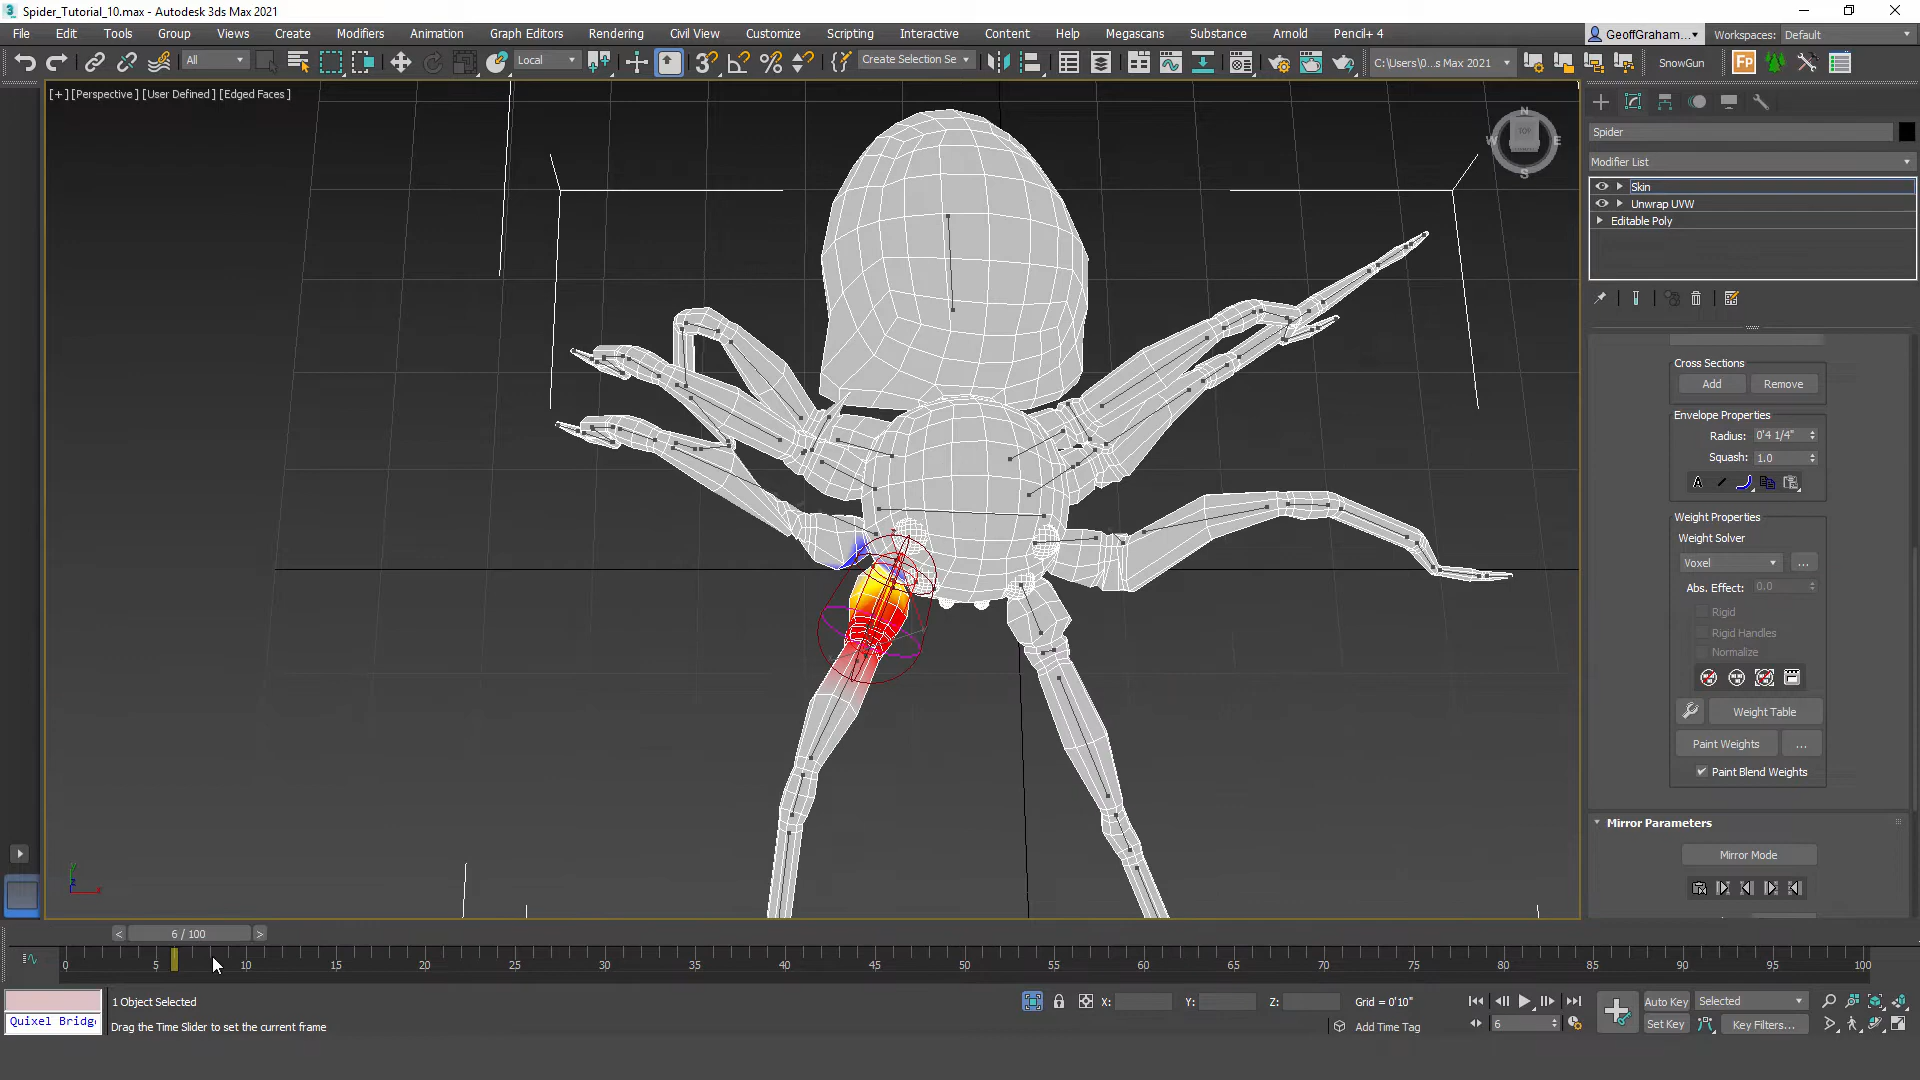 Spider_Tutorial_10.max - Autodesk 3ds Max 2021
File Edit Tools Group Views Create Modifiers Animation Graph Editors Rendering Civil View Customize Scripting Interactive Content Help Megascans Substance Arnold Pencil+ 4
GeoffGraham... Workspaces: Default
All Local Create Selection Se C:\Users\0...s Max 2021 SnowGun
[+] [Perspective] [User Defined] [Edged Faces]
N
W TOP E
S
Spider
Modifier List
Skin
Unwrap UVW
Editable Poly
Cross Sections
Add Remove
Envelope Properties
Radius: 0'4 1/4"
Squash: 1.0
A
Weight Properties
Weight Solver
Voxel ...
Abs. Effect: 0.0
Rigid
Rigid Handles
Normalize
Weight Table
Paint Weights ...
Paint Blend Weights
Mirror Parameters
Mirror Mode
y
z x
< 6 / 100 >
0 5 10 15 20 25 30 35 40 45 50 55 60 65 70 75 80 85 90 95 100
1 Object Selected X: Y: Z: Grid = 0'10" Auto Key Selected
Quixel Bridg Drag the Time Slider to set the current frame Add Time Tag 6 Set Key Key Filters...